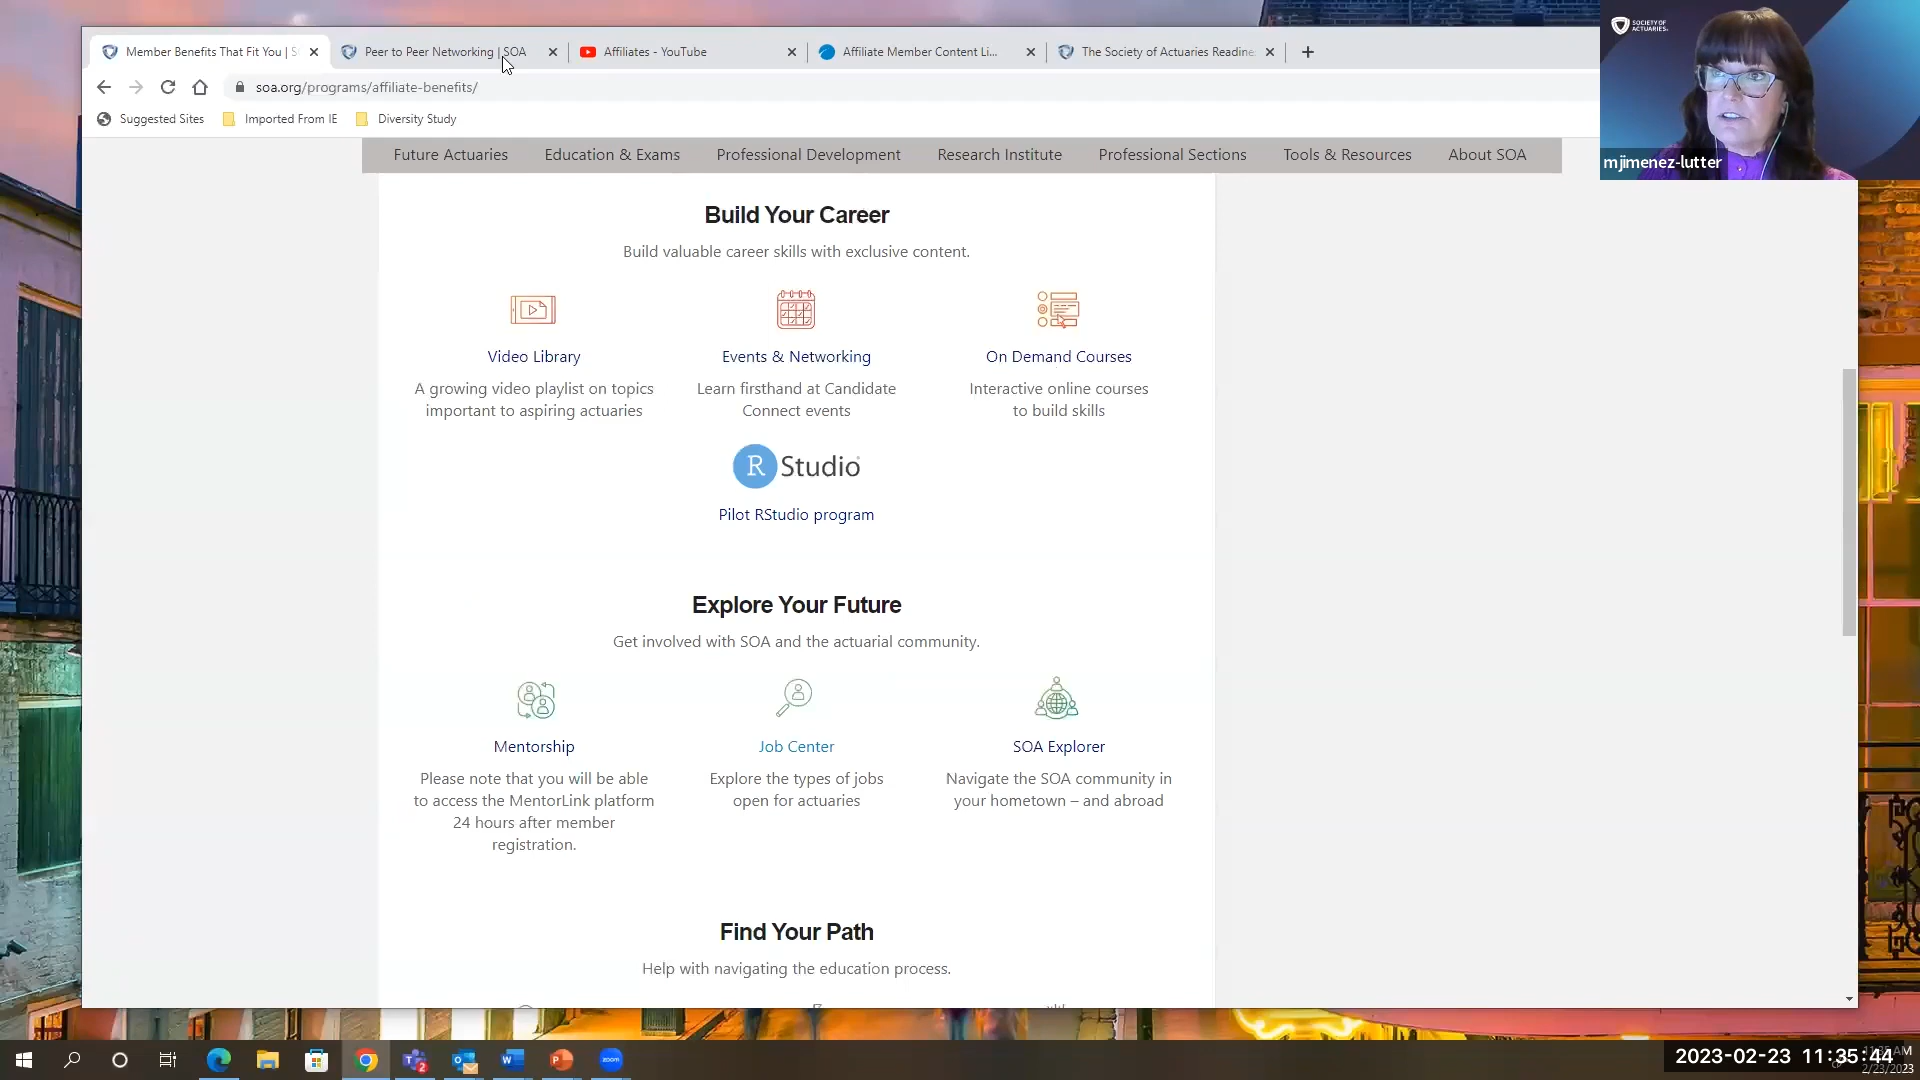 Member Benefits That Fit You | S
Peer to Peer Networking | SOA
Affiliates - YouTube
Affiliate Member Content Li...
The Society of Actuaries Readine
SOCIETY OF
ACTUARIES.
soa.org/programs/affiliate-benefits/
Suggested Sites
Imported From IE
Diversity Study
mjimenez-lutter
Future Actuaries
Education & Exams
Professional Development
Research Institute
Professional Sections
Tools & Resources
About SOA
Build Your Career
Build valuable career skills with exclusive content.
Video Library
A growing video playlist on topics
important to aspiring actuaries
Events & Networking
Learn firsthand at Candidate
Connect events
On Demand Courses
Interactive online courses
to build skills
R Studio
Pilot RStudio program
Explore Your Future
Get involved with SOA and the actuarial community.
Mentorship
Please note that you will be able
to access the MentorLink platform
24 hours after member
registration.
Job Center
Explore the types of jobs
open for actuaries
SOA Explorer
Navigate the SOA community in
your hometown – and abroad
Find Your Path
Help with navigating the education process.
zoom
2023-02-23 11:35:44
2/23/2023